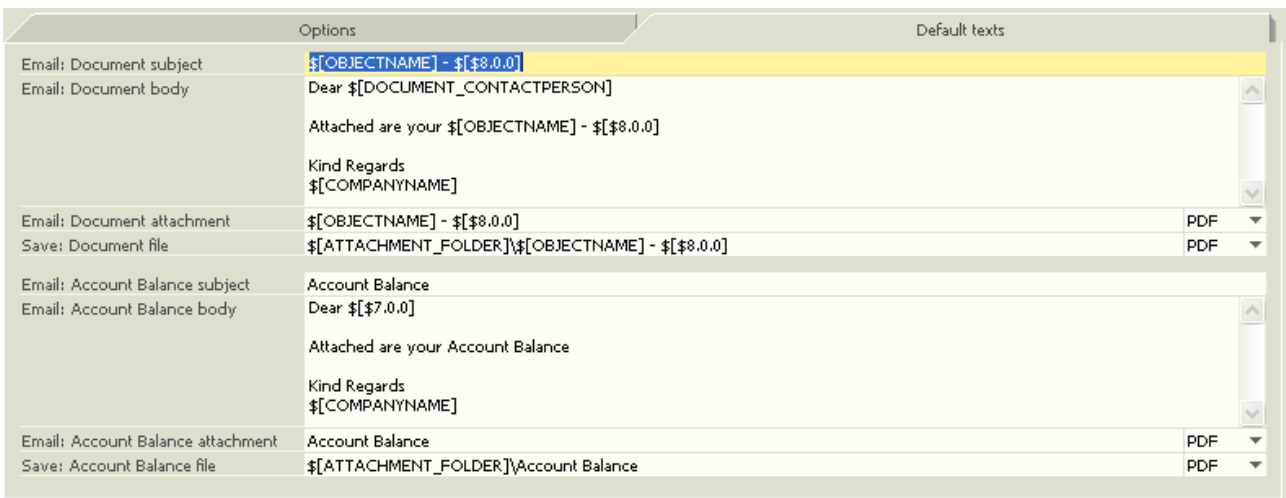 Options Default texts
Email: Document subject $[OBJECTNAME] - $[$8.0.0]
Email: Document body Dear $[DOCUMENT_CONTACTPERSON]
Attached are your $[OBJECTNAME] - $[$8.0.0]
Kind Regards
$[COMPANYNAME]
Email: Document attachment $[OBJECTNAME] - $[$8.0.0] PDF
Save: Document file $[ATTACHMENT_FOLDER]\$[OBJECTNAME] - $[$8.0.0] PDF
Email: Account Balance subject Account Balance
Email: Account Balance body Dear $[$7.0.0]
Attached are your Account Balance
Kind Regards
$[COMPANYNAME]
Email: Account Balance attachment Account Balance PDF
Save: Account Balance file $[ATTACHMENT_FOLDER]\Account Balance PDF